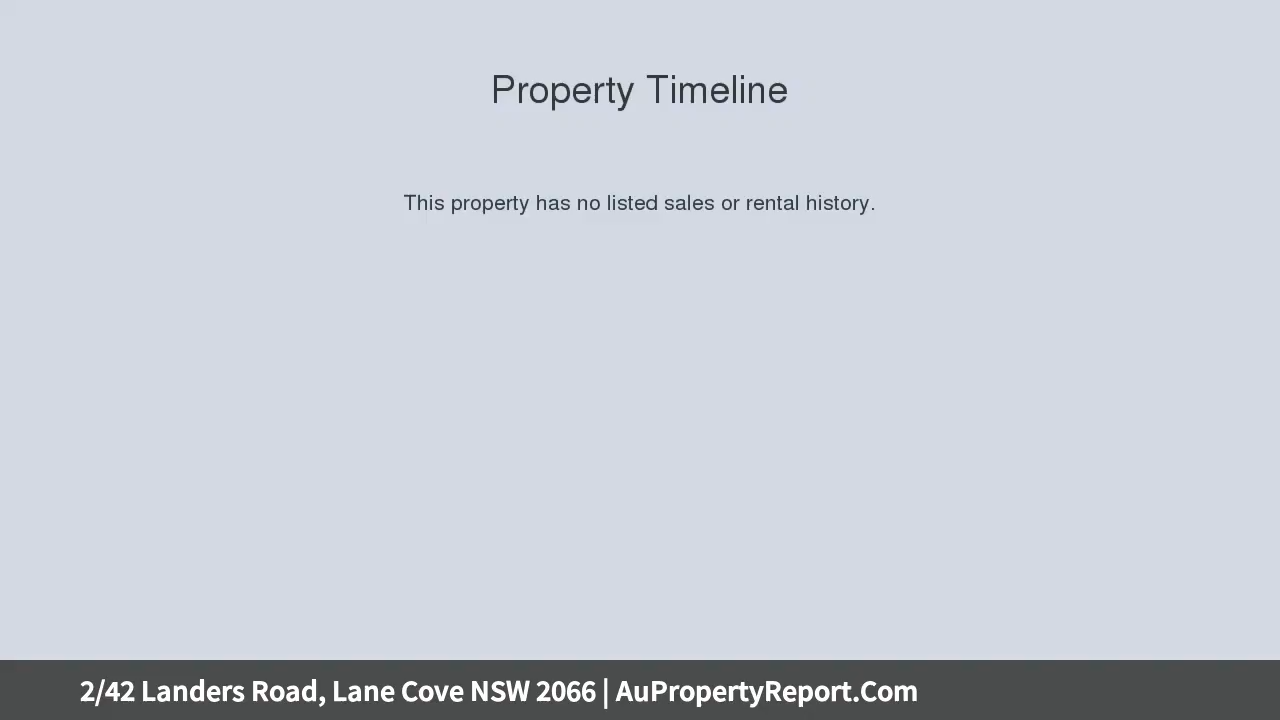 Property Timeline
This property has no listed sales or rental history.
2/42 Landers Road, Lane Cove NSW 2066 | AuPropertyReport.Com